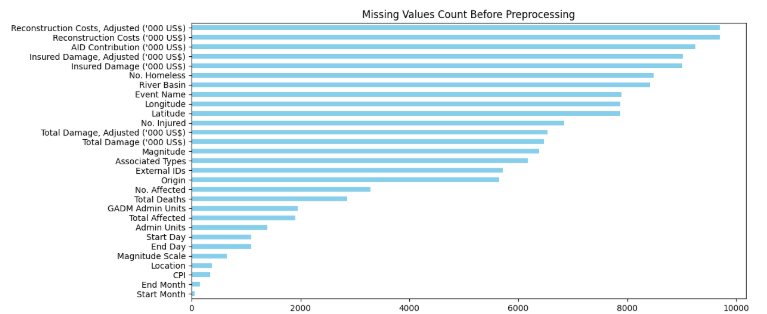 Missing Values Count Before Preprocessing
Reconstruction Costs, Adjusted ('000 US$)
Reconstruction Costs ('000 US$)
AID Contribution ('000 US$)
Insured Damage, Adjusted ('000 US$)
Insured Damage ('000 US$)
No. Homeless
River Basin
Event Name
Longitude
Latitude
No. Injured
Total Damage, Adjusted ('000 US$)
Total Damage ('000 US$)
Magnitude
Associated Types
External IDs
Origin
No. Affected
Total Deaths
GADM Admin Units
Total Affected
Admin Units
Start Day
End Day
Magnitude Scale
Location
CPI
End Month
Start Month
0 2000 4000 6000 8000 10000